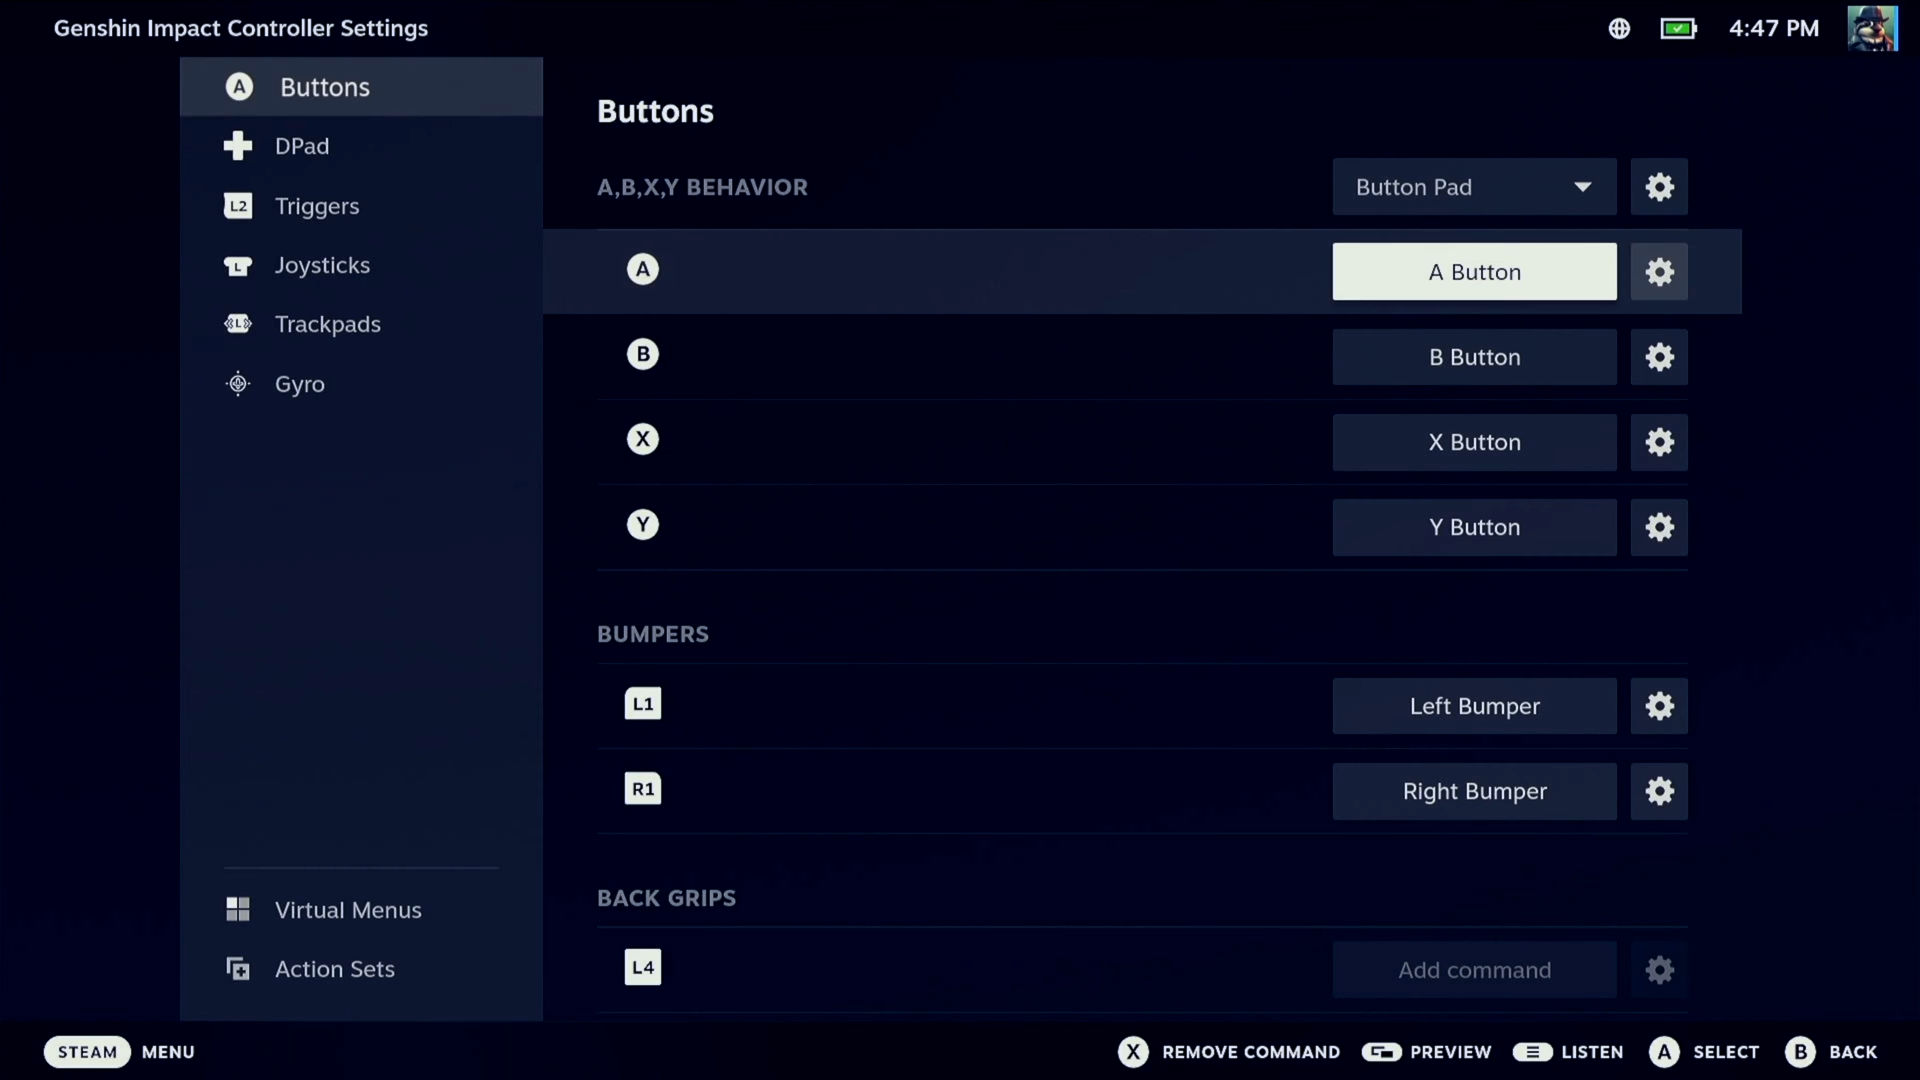 Genshin Impact Controller Settings
4:47 PM
A Buttons
DPad
L2 Triggers
L Joysticks
L Trackpads
Gyro
Virtual Menus
Action Sets
Buttons
A,B,X,Y BEHAVIOR
Button Pad
A
A Button
B
B Button
X
X Button
Y
Y Button
BUMPERS
L1
Left Bumper
R1
Right Bumper
BACK GRIPS
L4
Add command
STEAM MENU
X REMOVE COMMAND PREVIEW LISTEN A SELECT B BACK